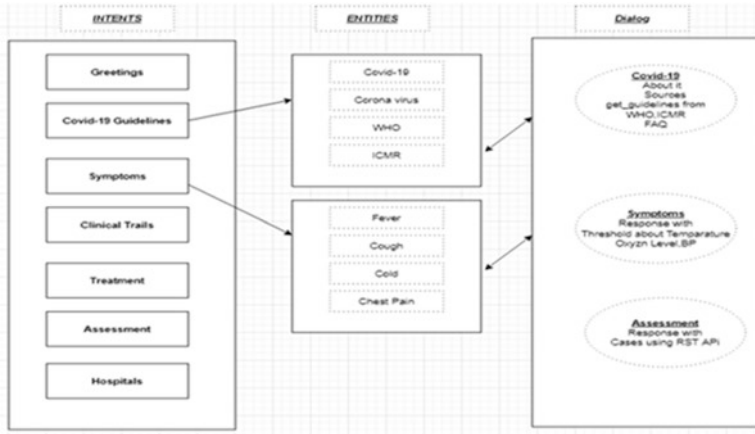 INTENTS
Greetings
Covid-19 Guidelines
Symptoms
Clinical Trails
Treatment
Assessment
Hospitals
ENTITIES
Covid-19
Corona virus
WHO
ICMR
Fever
Cough
Cold
Chest Pain
Dialog
Covid-19
About it
Sources
get_guidelines from
WHO,ICMR
FAQ
Symptoms
Response with
Threshold about Temparature
Oxyzn Level,BP
Assessment
Response with
Cases using RST API